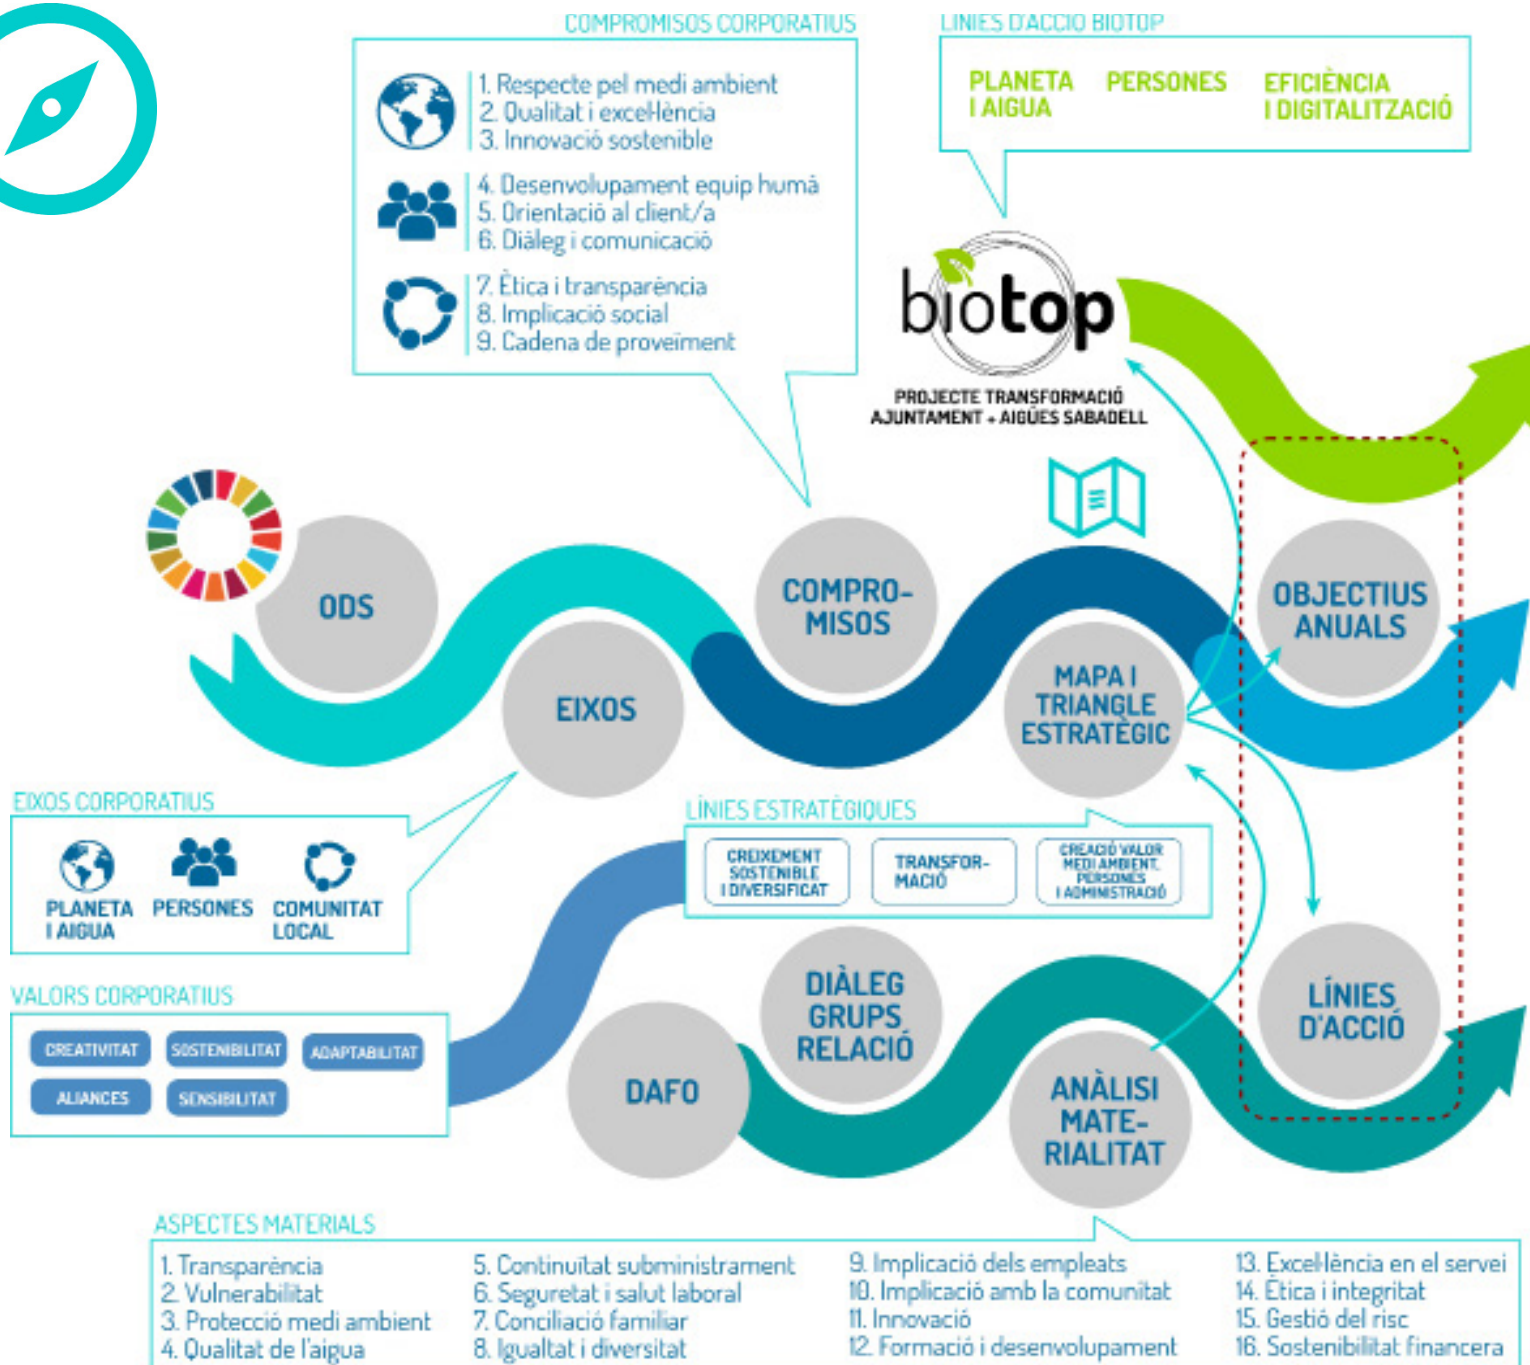 COMPROMISOS CORPORATIUS
1. Respecte pel medi ambient
2. Qualitat i excel·lència
3. Innovació sostenible
4. Desenvolupament equip humà
5. Orientació al client/a
6. Diàleg i comunicació
7. Ètica i transparència
8. Implicació social
9. Cadena de proveïment
LÍNIES D'ACCIÓ BIOTOP
PLANETA
I AIGUA
PERSONES
EFICIÈNCIA
I DIGITALITZACIÓ
biotop
PROJECTE TRANSFORMACIÓ
AJUNTAMENT + AIGÜES SABADELL
ODS
EIXOS
COMPRO-
MISOS
MAPA I
TRIANGLE
ESTRATÈGIC
OBJECTIUS
ANUALS
EIXOS CORPORATIUS
PLANETA
I AIGUA
PERSONES
COMUNITAT
LOCAL
LÍNIES ESTRATÈGIQUES
CREIXEMENT
SOSTENIBLE
I DIVERSIFICAT
TRANSFOR-
MACIÓ
CREACIÓ VALOR
MEDI AMBIENT,
PERSONES
I ADMINISTRACIÓ
VALORS CORPORATIUS
CREATIVITAT
SOSTENIBILITAT
ADAPTABILITAT
ALIANCES
SENSIBILITAT
DAFO
DIÀLEG
GRUPS
RELACIÓ
ANÀLISI
MATE-
RIALITAT
LÍNIES
D'ACCIÓ
ASPECTES MATERIALS
1. Transparència
2. Vulnerabilitat
3. Protecció medi ambient
4. Qualitat de l'aigua
5. Continuïtat subministrament
6. Seguretat i salut laboral
7. Conciliació familiar
8. Igualtat i diversitat
9. Implicació dels empleats
10. Implicació amb la comunitat
11. Innovació
12. Formació i desenvolupament
13. Excel·lència en el servei
14. Ètica i integritat
15. Gestió del risc
16. Sostenibilitat financera